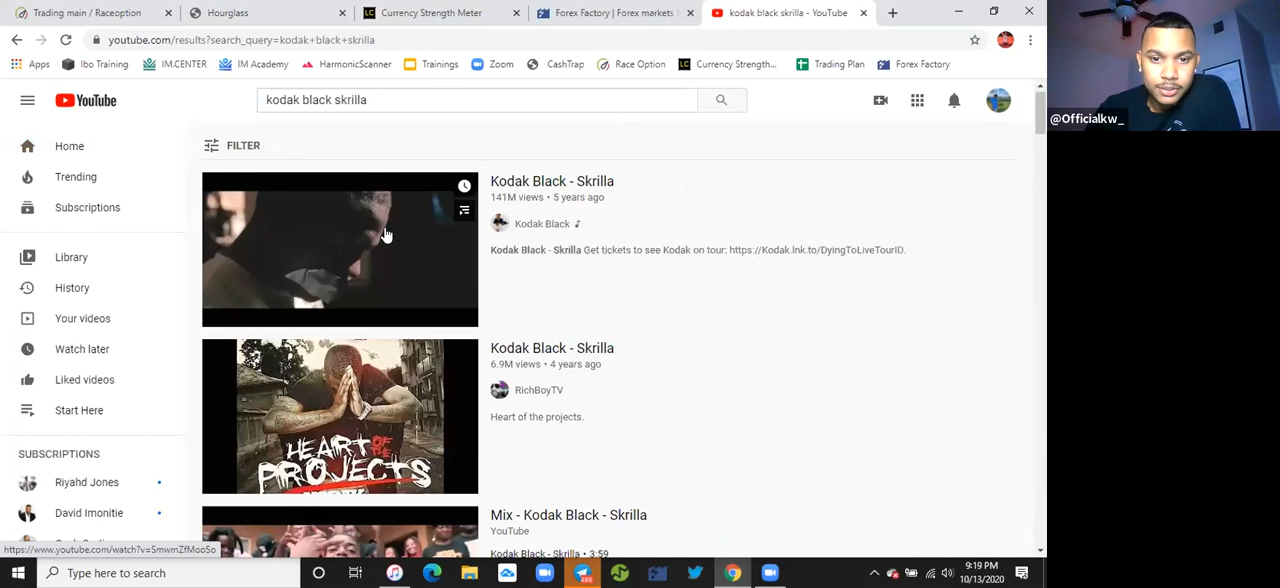 Trading main / Raceoption
Hourglass
Currency Strength Meter
Forex Factory | Forex markets
kodak black skrilla - YouTube
youtube.com/results?search_query=kodak+black+skrilla
Apps
Ibo Training
IM.CENTER
IM Academy
HarmonicScanner
Trainings
Zoom
CashTrap
Race Option
Currency Strength...
Trading Plan
Forex Factory
YouTube
kodak black skrilla
@Officialkw_
Home
Trending
Subscriptions
Library
History
Your videos
Watch later
Liked videos
Start Here
SUBSCRIPTIONS
Riyahd Jones
David Imonitie
FILTER
Kodak Black - Skrilla
141M views • 5 years ago
Kodak Black
Kodak Black - Skrilla Get tickets to see Kodak on tour: https://Kodak.lnk.to/DyingToLiveTourID.
HEART OF THE
PROJECTS
Kodak Black - Skrilla
6.9M views • 4 years ago
RichBoyTV
Heart of the projects.
Mix - Kodak Black - Skrilla
YouTube
Kodak Black - Skrilla • 3:59
https://www.youtube.com/watch?v=SmwmZfMooSo
Type here to search
9:19 PM
10/13/2020